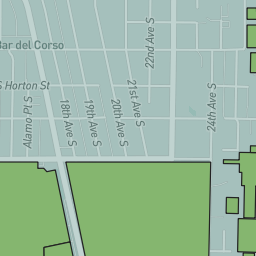 22nd Ave S
Bar del Corso
S Horton St
21st Ave S
24th Ave S
Alamo Pl S
18th Ave S
19th Ave S
20th Ave S